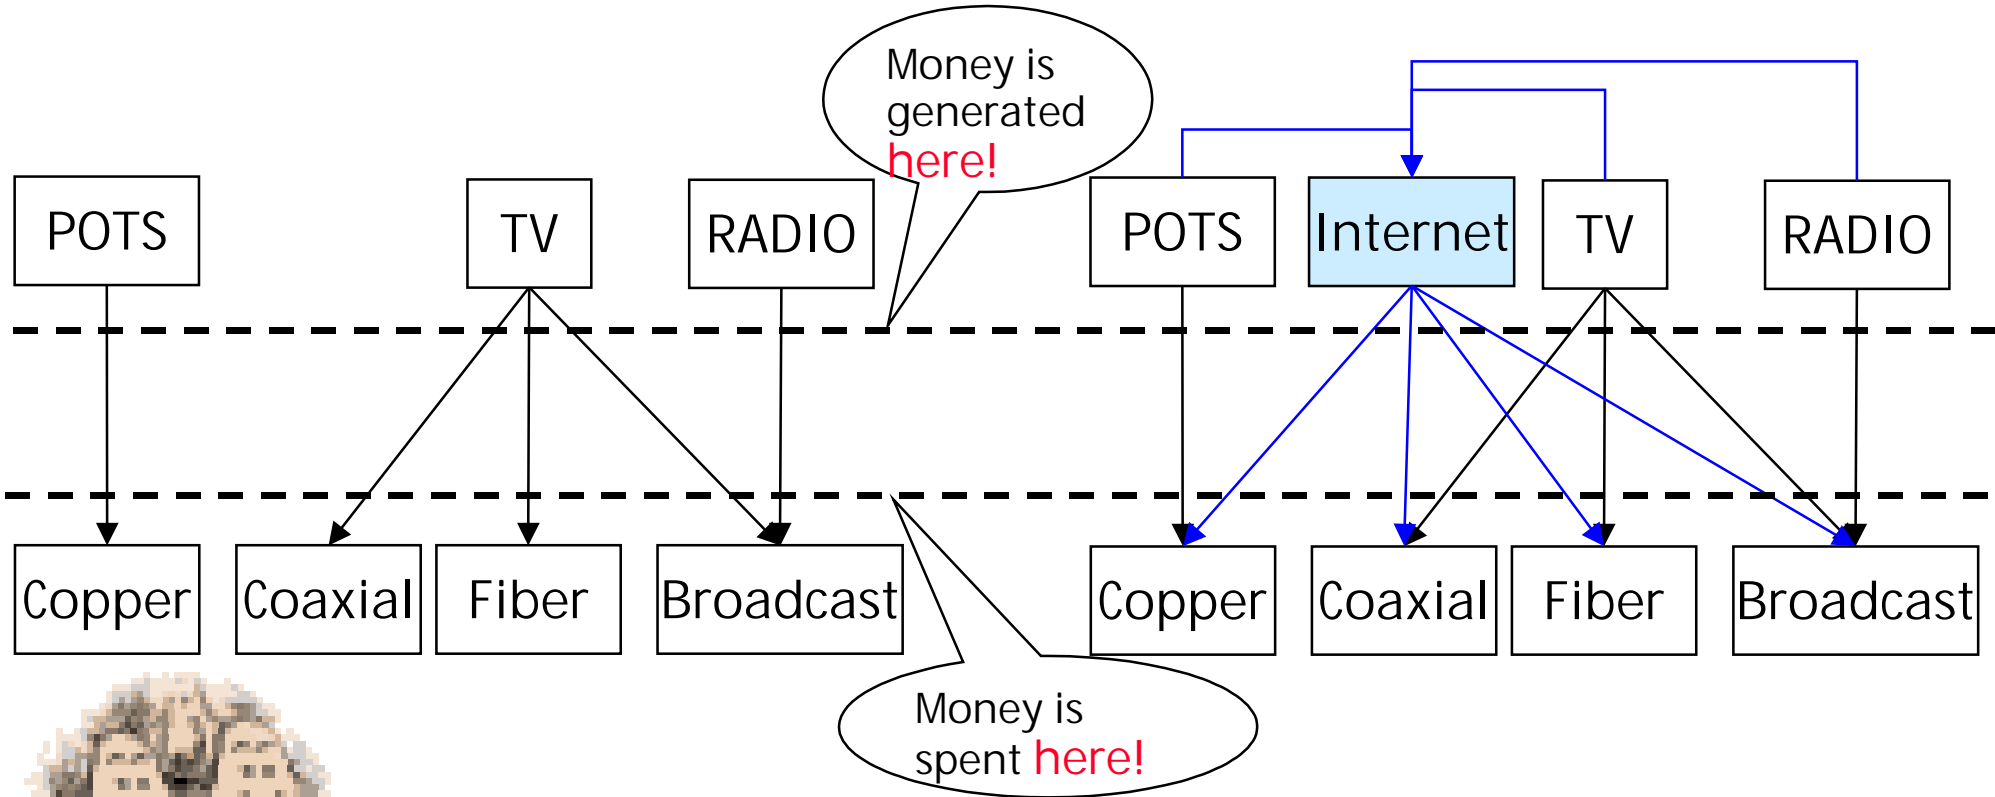 Money is
generated
here!
POTS
TV
RADIO
POTS
Internet
TV
RADIO
Copper
Coaxial
Fiber
Broadcast
Copper
Coaxial
Fiber
Broadcast
Money is
spent here!